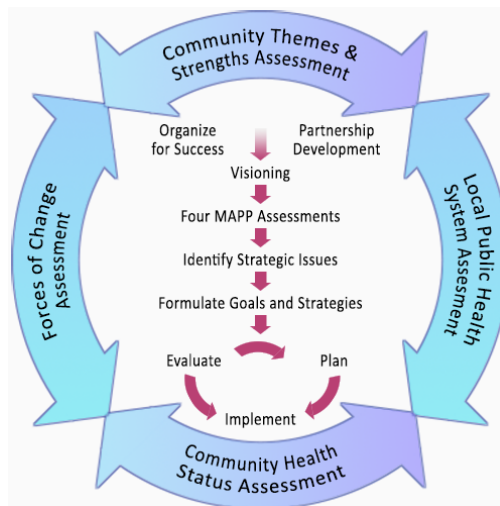 Community Themes &
Strengths Assessment
Organize
for Success
Partnership
Development
Visioning
Four MAPP Assessments
Identify Strategic Issues
Formulate Goals and Strategies
Evaluate
Plan
Implement
Forces of Change
Assessment
Local Public Health
System Assesment
Community Health
Status Assessment